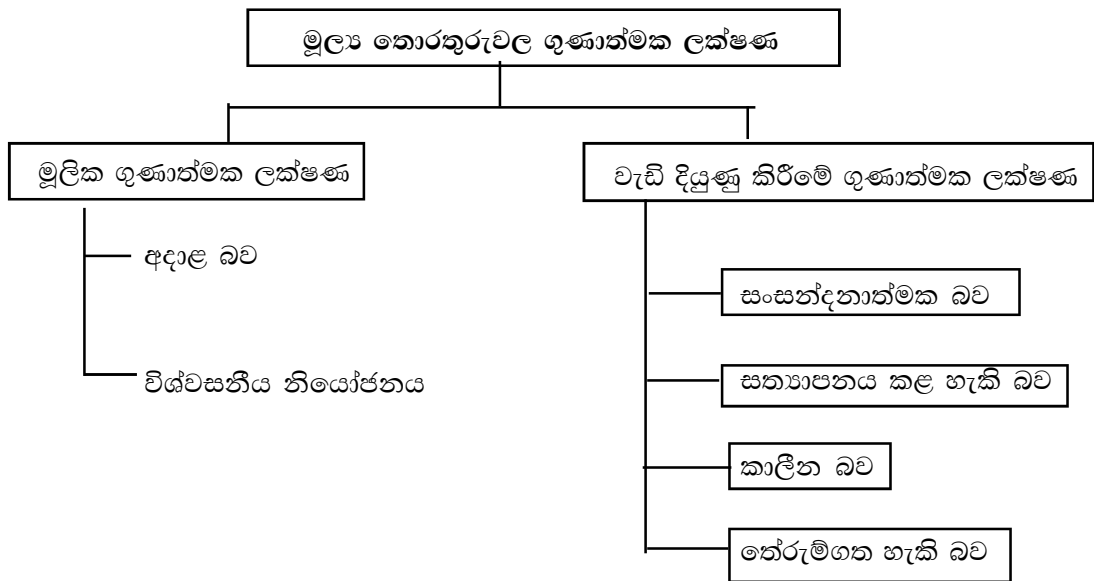 මූල්‍ය තොරතුරුවල ගුණාත්මක ලක්ෂණ
මූලික ගුණාත්මක ලක්ෂණ
වැඩි දියුණු කිරීමේ ගුණාත්මක ලක්ෂණ
අදාළ බව
විශ්වසනීය නියෝජනය
සංසන්දනාත්මක බව
සත්‍යාපනය කළ හැකි බව
කාලීන බව
තේරුම්ගත හැකි බව